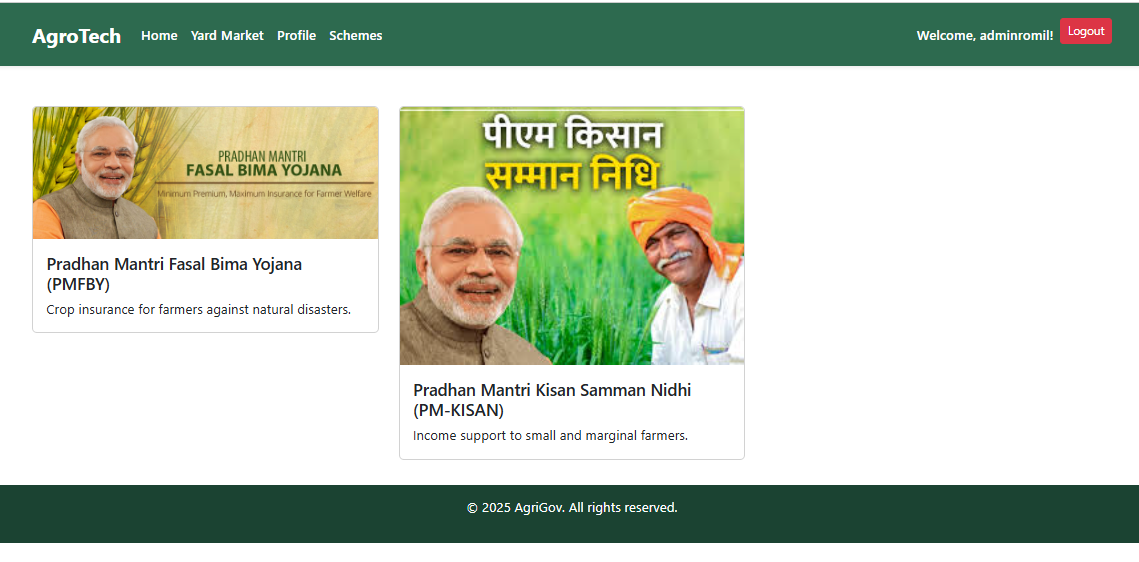 AgroTech Home Yard Market Profile Schemes Welcome, adminromil! Logout
PRADHAN MANTRI
FASAL BIMA YOJANA
Minimum Premium, Maximum Insurance for Farmer Welfare
Pradhan Mantri Fasal Bima Yojana
(PMFBY)
Crop insurance for farmers against natural disasters.
पीएम किसान
सम्मान निधि
Pradhan Mantri Kisan Samman Nidhi
(PM-KISAN)
Income support to small and marginal farmers.
© 2025 AgriGov. All rights reserved.